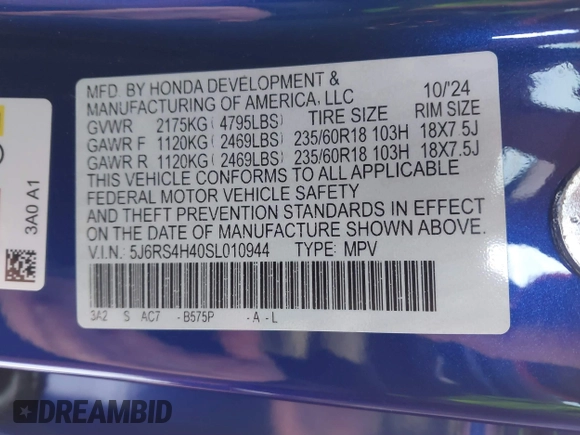 MFD. BY HONDA DEVELOPMENT &
MANUFACTURING OF AMERICA, LLC 10/'24
TIRE SIZE RIM SIZE
GVWR 2175KG ( 4795LBS)
GAWR F 1120KG ( 2469LBS) 235/60R18 103H 18X7.5J
GAWR R 1120KG ( 2469LBS) 235/60R18 103H 18X7.5J
THIS VEHICLE CONFORMS TO ALL APPLICABLE
FEDERAL MOTOR VEHICLE SAFETY
AND THEFT PREVENTION STANDARDS IN EFFECT
ON THE DATE OF MANUFACTURE SHOWN ABOVE.
V.I.N.: 5J6RS4H40SL010944 TYPE: MPV
3A2 S AC7 - B575P - A - L
3A0 A1
DREAMBID